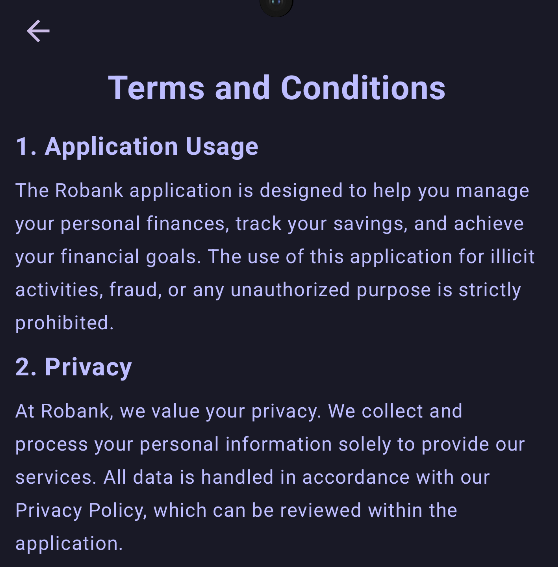 Terms and Conditions
1. Application Usage
The Robank application is designed to help you manage
your personal finances, track your savings, and achieve
your financial goals. The use of this application for illicit
activities, fraud, or any unauthorized purpose is strictly
prohibited.
2. Privacy
At Robank, we value your privacy. We collect and
process your personal information solely to provide our
services. All data is handled in accordance with our
Privacy Policy, which can be reviewed within the
application.